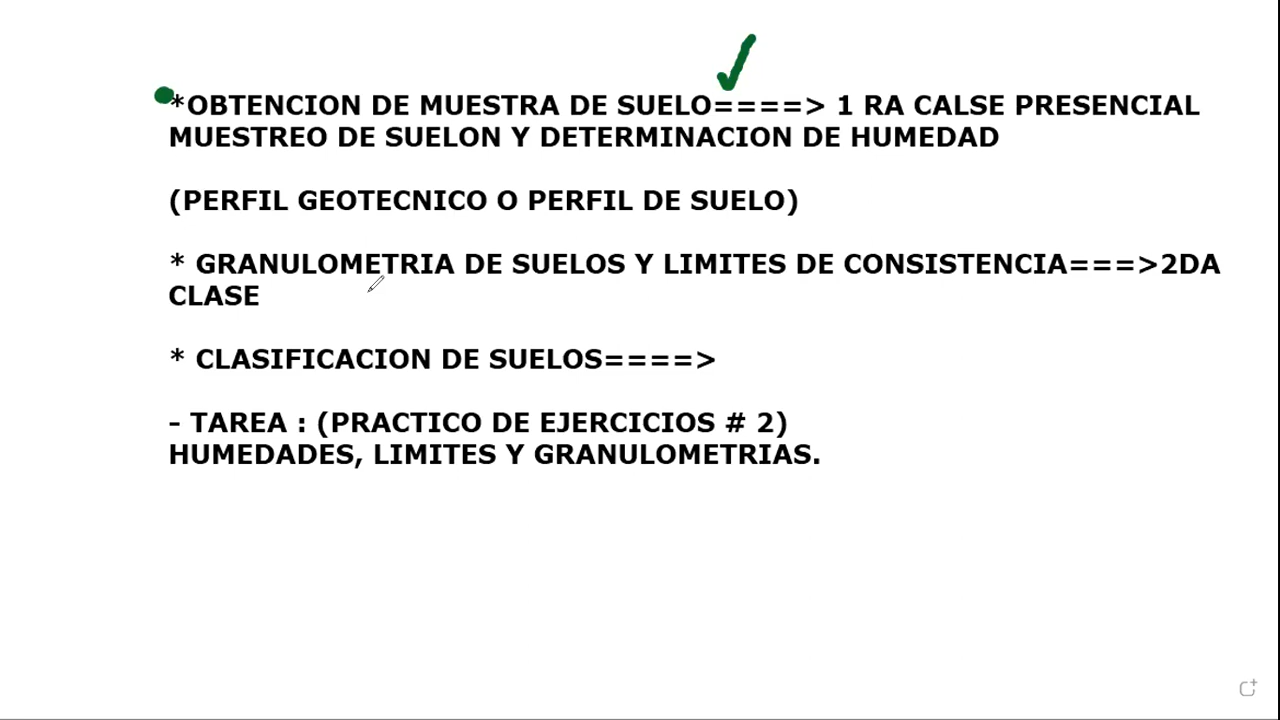 *OBTENCION DE MUESTRA DE SUELO====> 1 RA CALSE PRESENCIAL
MUESTREO DE SUELON Y DETERMINACION DE HUMEDAD
(PERFIL GEOTECNICO O PERFIL DE SUELO)
* GRANULOMETRIA DE SUELOS Y LIMITES DE CONSISTENCIA===>2DA
CLASE
* CLASIFICACION DE SUELOS====>
- TAREA : (PRACTICO DE EJERCICIOS # 2)
HUMEDADES, LIMITES Y GRANULOMETRIAS.